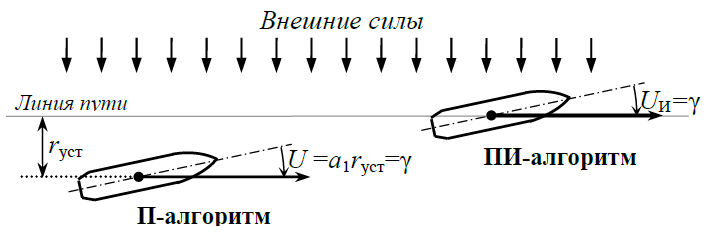 Внешние силы
Линия пути
U_И=γ
r_уст
ПИ-алгоритм
U =a_1r_уст=γ
П-алгоритм